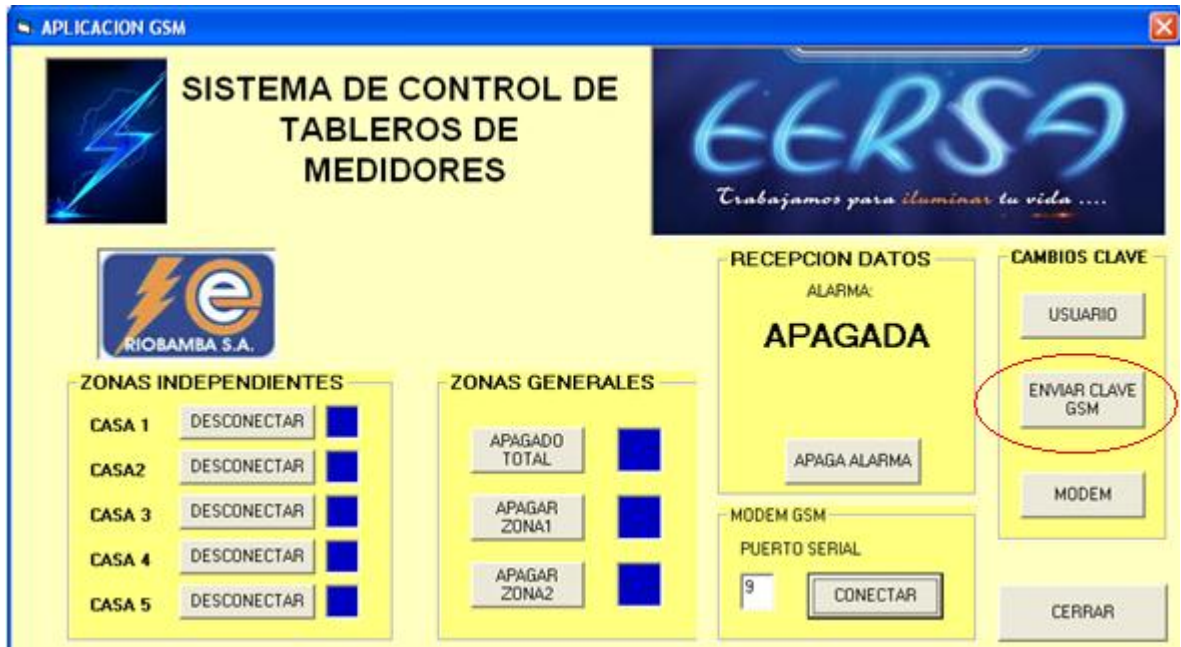 APLICACION GSM
SISTEMA DE CONTROL DE
TABLEROS DE
MEDIDORES
EERSA
Trabajamos para iluminar tu vida ....
e
RIOBAMBA S.A.
ZONAS INDEPENDIENTES
CASA 1 DESCONECTAR
CASA2 DESCONECTAR
CASA 3 DESCONECTAR
CASA 4 DESCONECTAR
CASA 5 DESCONECTAR
ZONAS GENERALES
APAGADO
TOTAL
APAGAR
ZONA1
APAGAR
ZONA2
RECEPCION DATOS
ALARMA:
APAGADA
APAGA ALARMA
MODEM GSM
PUERTO SERIAL
9 CONECTAR
CAMBIOS CLAVE
USUARIO
ENVIAR CLAVE
GSM
MODEM
CERRAR